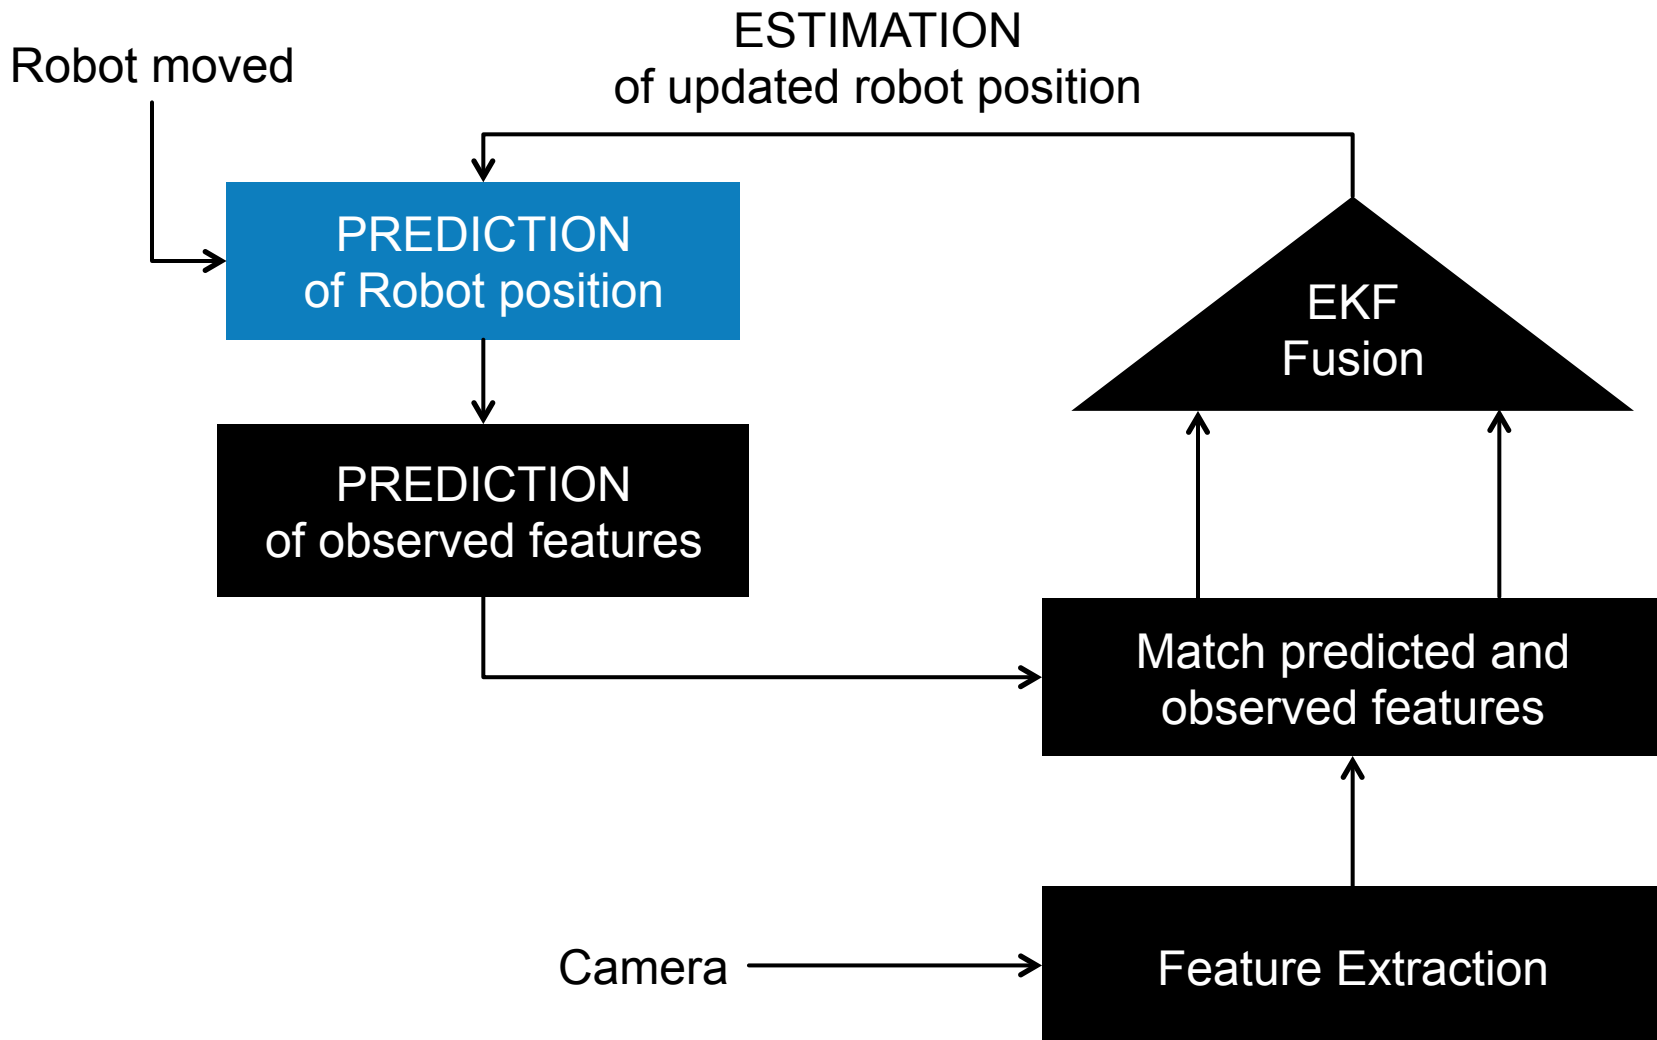 ESTIMATION
of updated robot position
Robot moved
PREDICTION
of Robot position
EKF
Fusion
PREDICTION
of observed features
Match predicted and
observed features
Camera
Feature Extraction